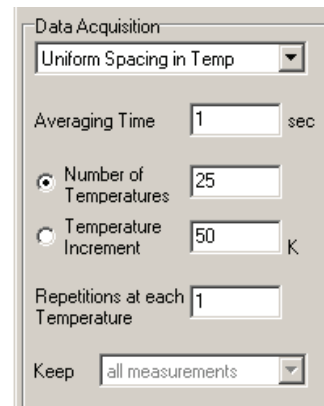 Data Acquisition
Uniform Spacing in Temp
Averaging Time 1 sec
Number of
Temperatures 25
Temperature
Increment 50 K
Repetitions at each
Temperature 1
Keep all measurements